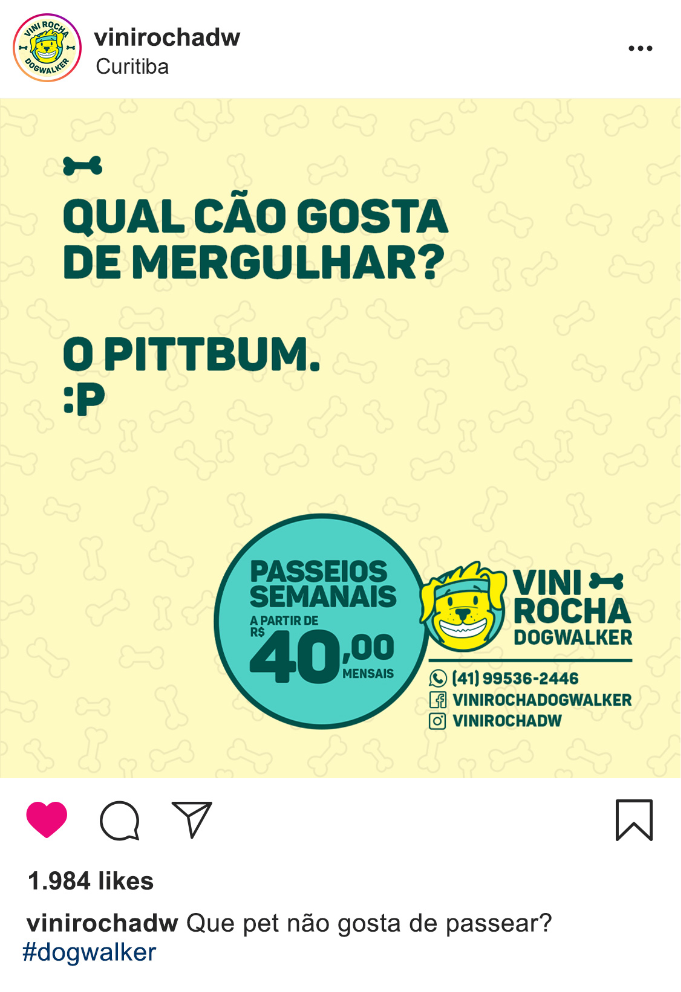 VINI ROCHA
DOGWALKER
vinirochadw
Curitiba
QUAL CÃO GOSTA
DE MERGULHAR?
O PITTBUM.
:P
PASSEIOS
SEMANAIS
A PARTIR DE
R$
40,00
MENSAIS
VINI
ROCHA
DOGWALKER
(41) 99536-2446
VINIROCHADOGWALKER
VINIROCHADW
1.984 likes
vinirochadw Que pet não gosta de passear?
#dogwalker